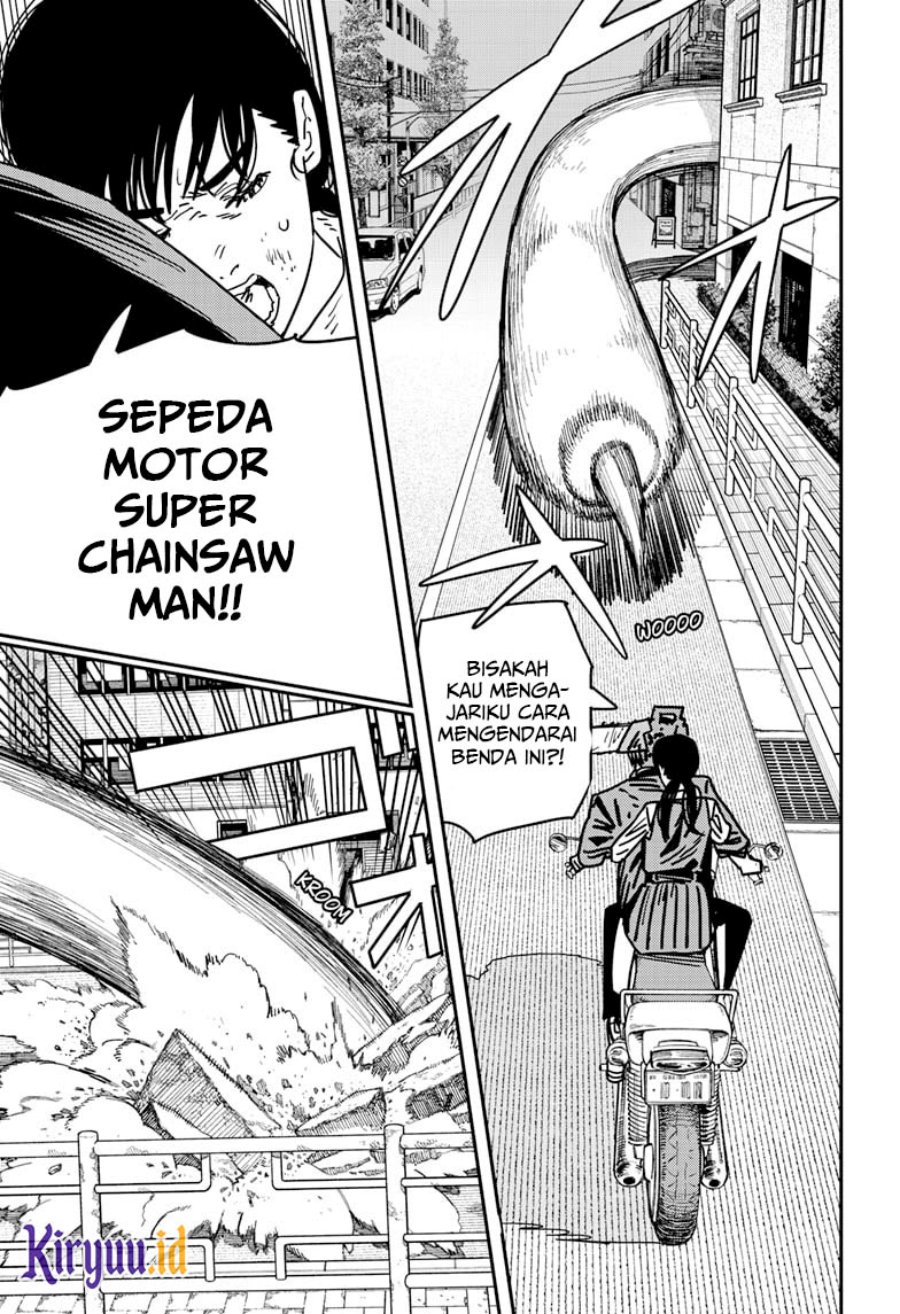 BISAKAH
KAU MENGA-
JARIKU CARA
MENGENDARAI
BENDA INI?!
WOOOO
SEPEDA
MOTOR
SUPER
CHAINSAW
MAN!!
KROOM
Kiryuu.id